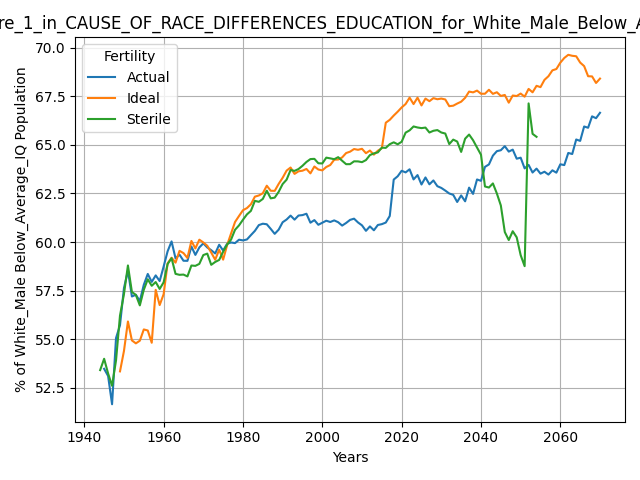 re_1_in_CAUSE_OF_RACE_DIFFERENCES_EDUCATION_for_White_Male_Below_A
% of White_Male Below_Average_IQ Population
Fertility
Actual
Ideal
Sterile
70.0
67.5
65.0
62.5
60.0
57.5
55.0
52.5
1940 1960 1980 2000 2020 2040 2060
Years